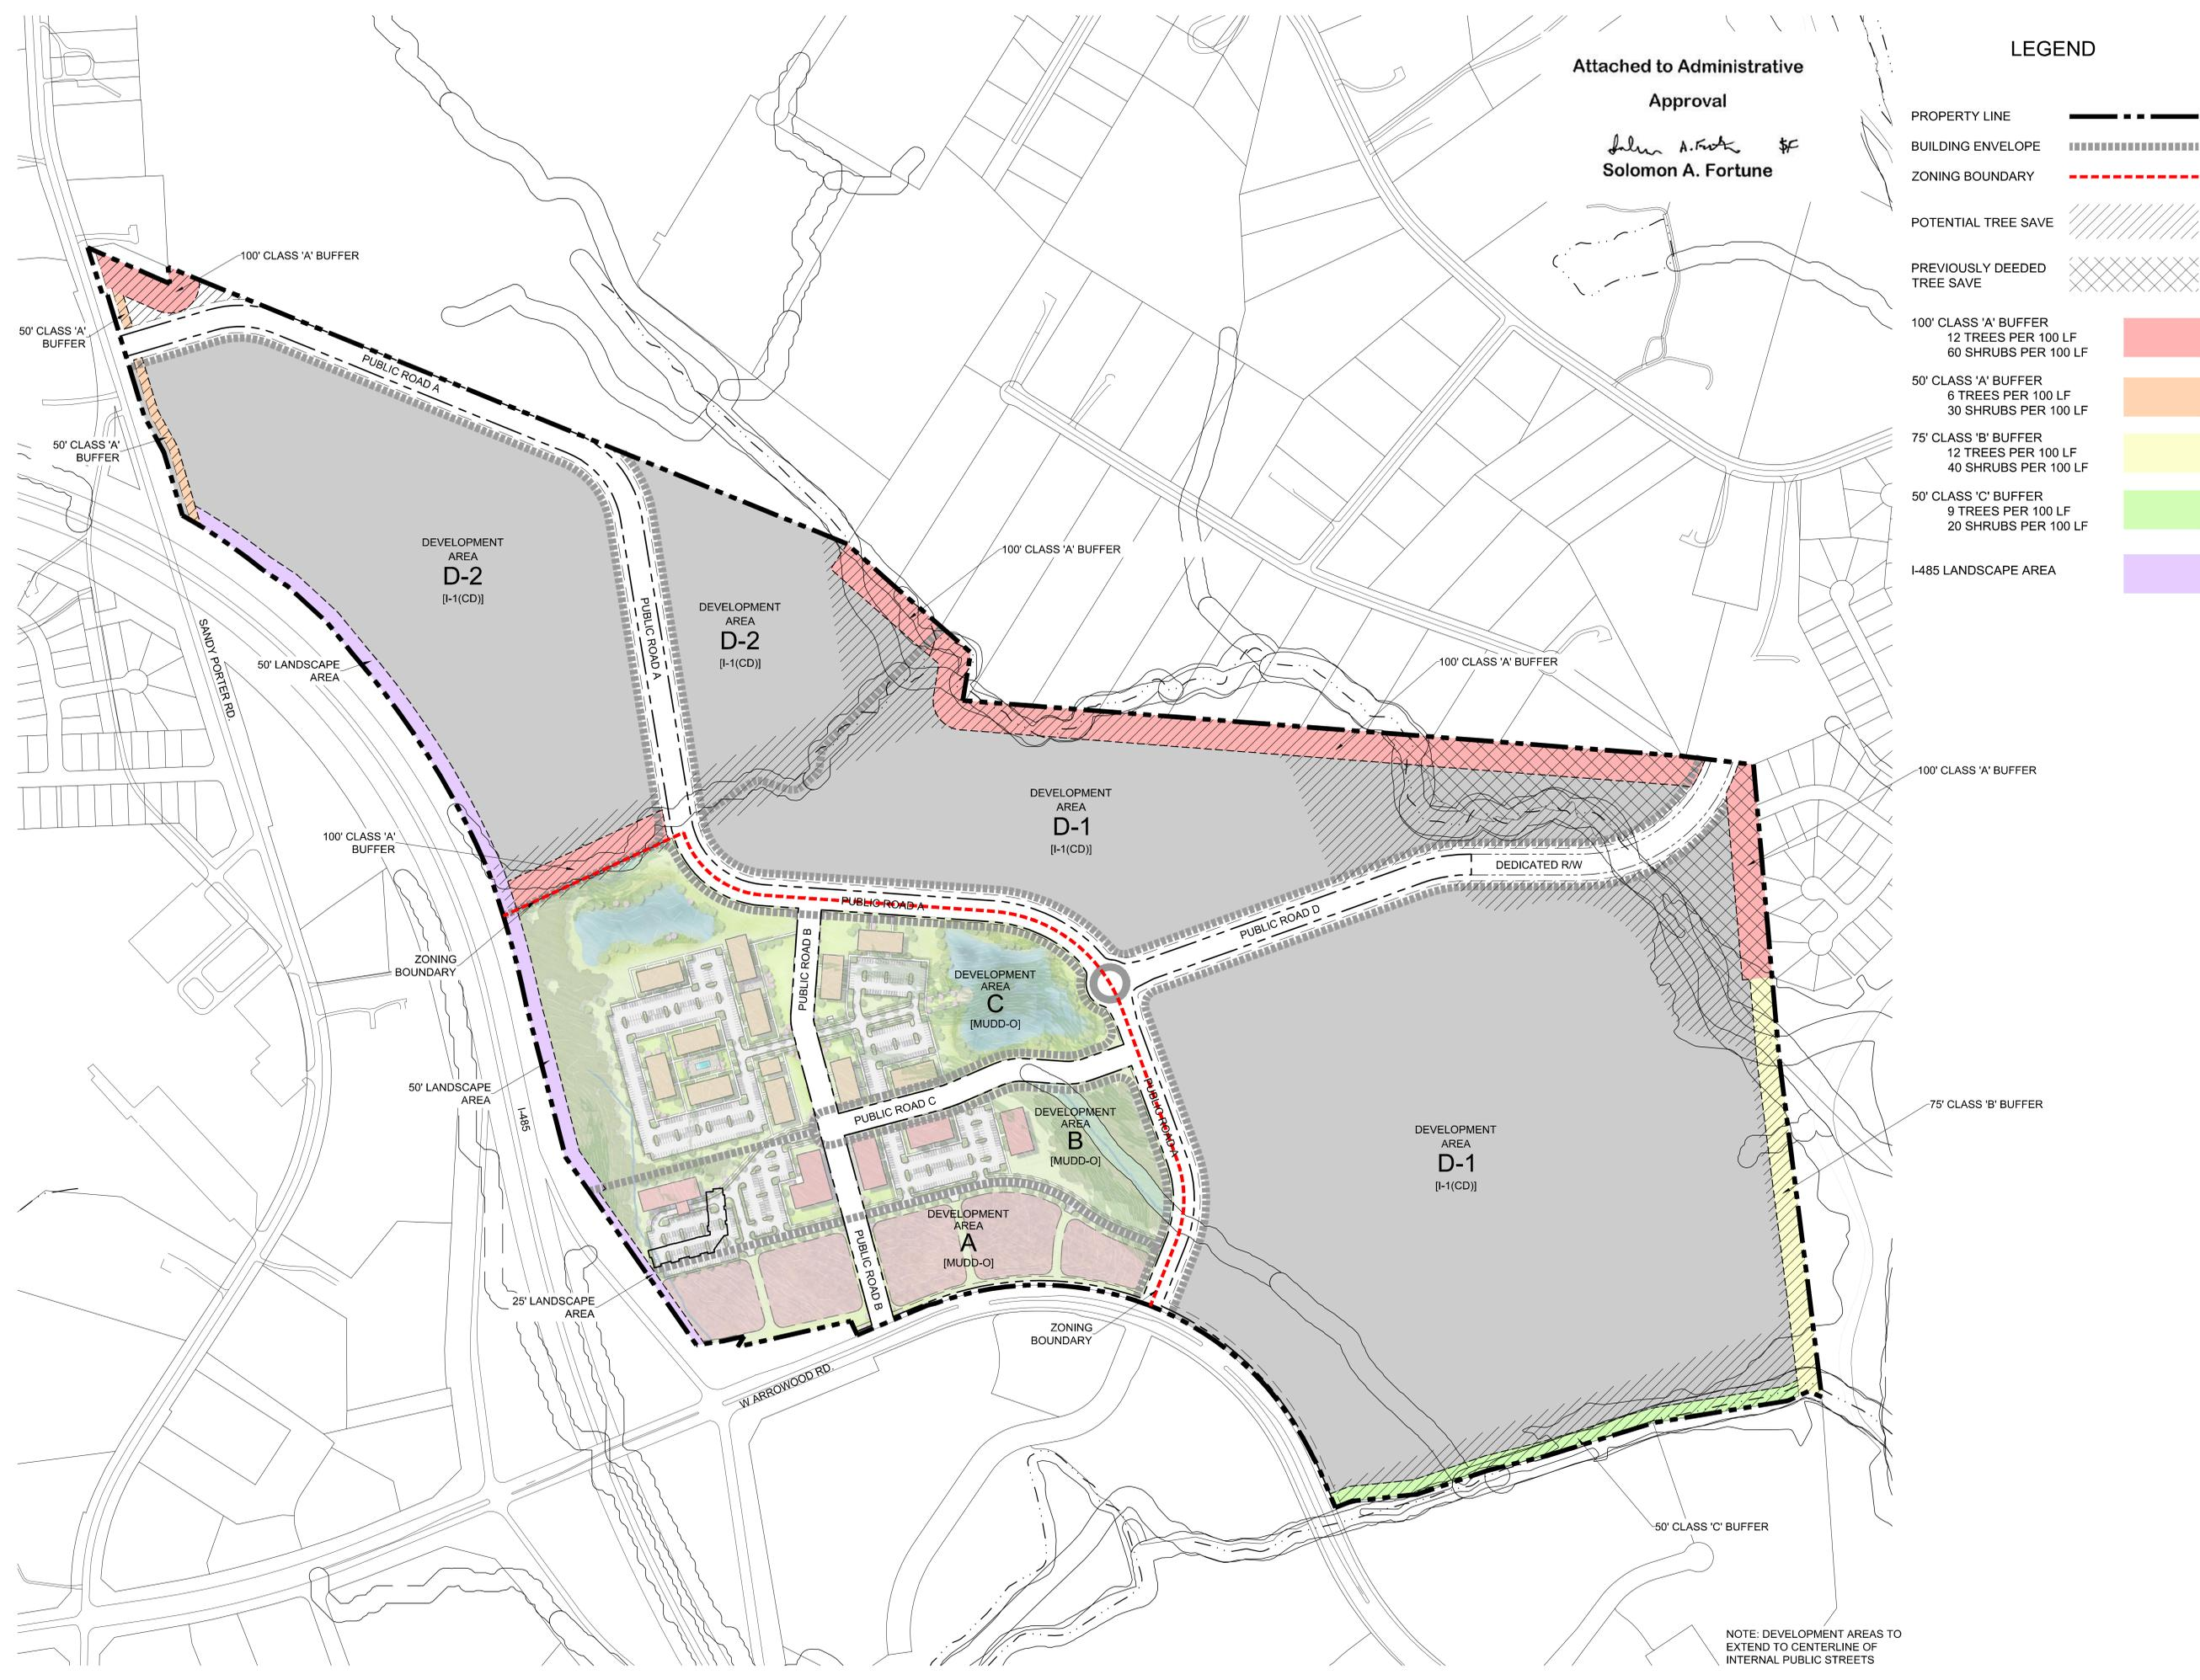 LEGEND
Attached to Administrative
Approval
Solomon A. Fortune
PROPERTY LINE
BUILDING ENVELOPE
ZONING BOUNDARY
POTENTIAL TREE SAVE
PREVIOUSLY DEEDED
TREE SAVE
100' CLASS 'A' BUFFER
12 TREES PER 100 LF
60 SHRUBS PER 100 LF
50' CLASS 'A' BUFFER
6 TREES PER 100 LF
30 SHRUBS PER 100 LF
75' CLASS 'B' BUFFER
12 TREES PER 100 LF
40 SHRUBS PER 100 LF
50' CLASS 'C' BUFFER
9 TREES PER 100 LF
20 SHRUBS PER 100 LF
I-485 LANDSCAPE AREA
100' CLASS 'A' BUFFER
50' CLASS 'A'
BUFFER
PUBLIC ROAD A
50' CLASS 'A'
BUFFER
DEVELOPMENT
AREA
D-2
[I-1(CD)]
100' CLASS 'A' BUFFER
PUBLIC ROAD A
DEVELOPMENT
AREA
D-2
[I-1(CD)]
SANDY PORTER RD.
50' LANDSCAPE
AREA
100' CLASS 'A' BUFFER
100' CLASS 'A' BUFFER
DEVELOPMENT
AREA
D-1
[I-1(CD)]
100' CLASS 'A'
BUFFER
DEDICATED R/W
PUBLIC ROAD A
PUBLIC ROAD D
PUBLIC ROAD B
ZONING
BOUNDARY
DEVELOPMENT
AREA
C
[MUDD-O]
50' LANDSCAPE
AREA
I-485
PUBLIC ROAD C
PUBLIC ROAD A
DEVELOPMENT
AREA
B
[MUDD-O]
75' CLASS 'B' BUFFER
DEVELOPMENT
AREA
D-1
[I-1(CD)]
DEVELOPMENT
AREA
A
[MUDD-O]
PUBLIC ROAD B
25' LANDSCAPE
AREA
ZONING
BOUNDARY
W ARROWOOD RD.
50' CLASS 'C' BUFFER
NOTE: DEVELOPMENT AREAS TO
EXTEND TO CENTERLINE OF
INTERNAL PUBLIC STREETS